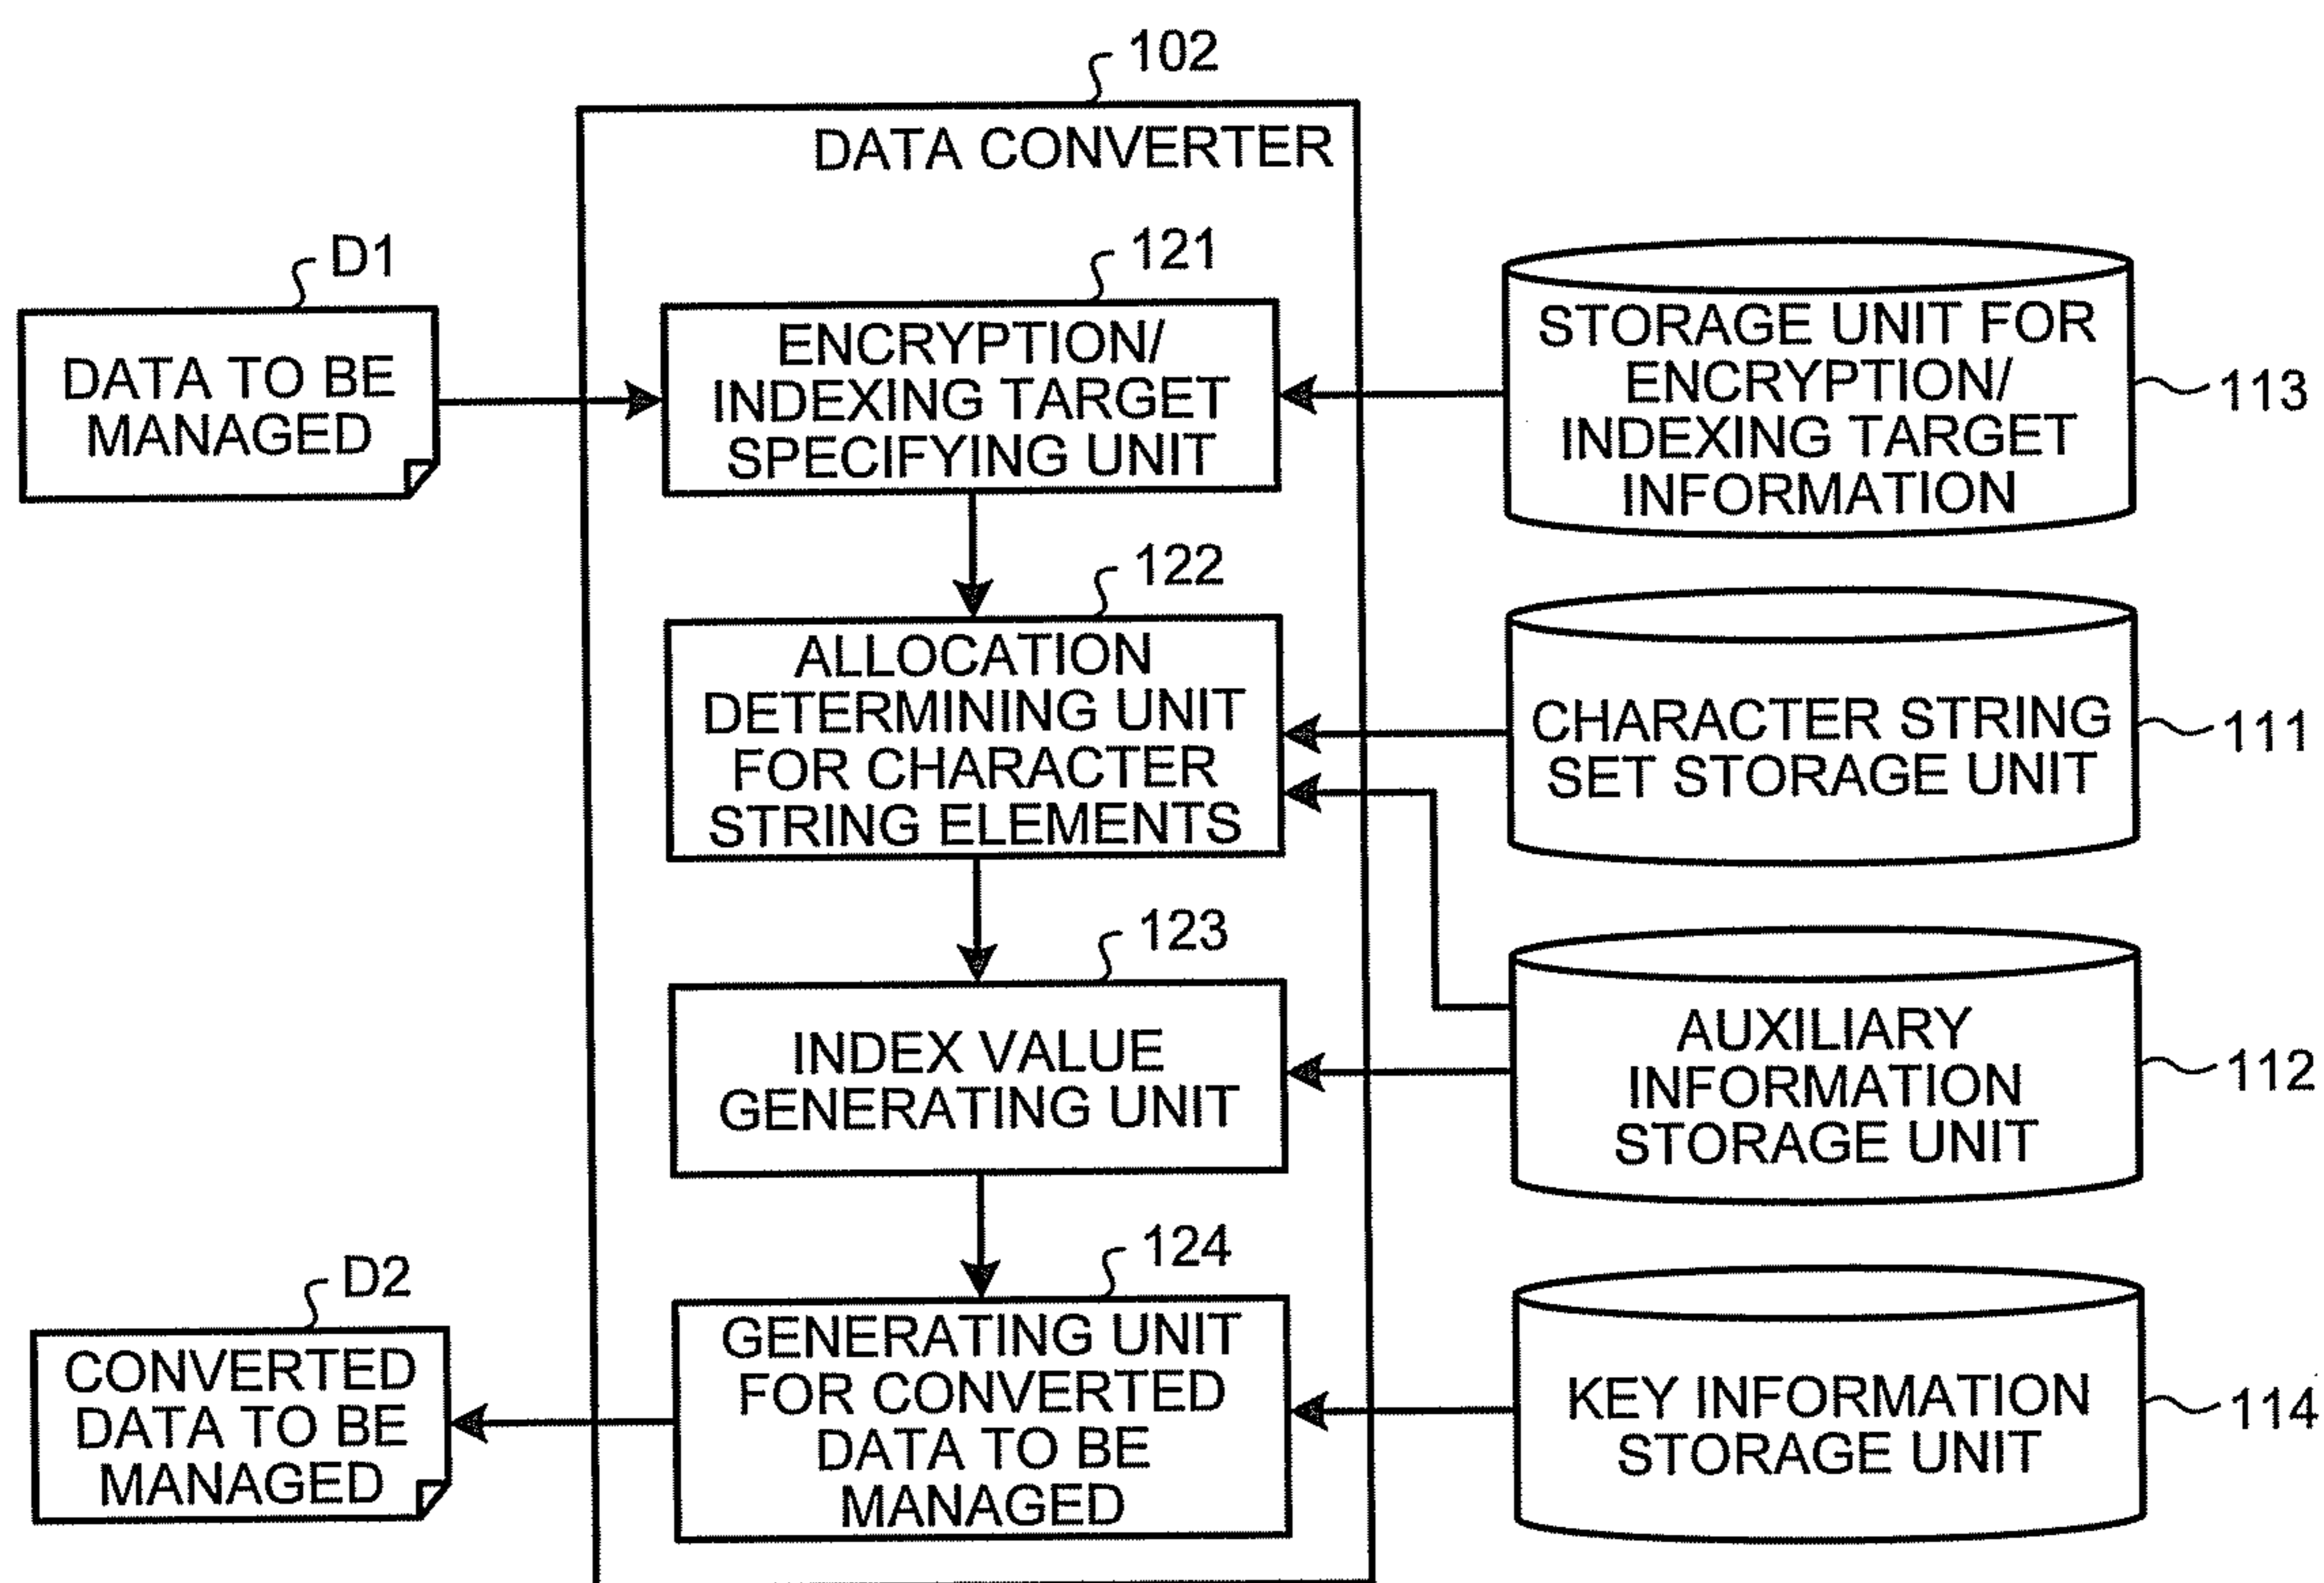 102
DATA CONVERTER
D1
DATA TO BE
MANAGED
121
ENCRYPTION/
INDEXING TARGET
SPECIFYING UNIT
STORAGE UNIT FOR
ENCRYPTION/
INDEXING TARGET
INFORMATION
113
122
ALLOCATION
DETERMINING UNIT
FOR CHARACTER
STRING ELEMENTS
CHARACTER STRING
SET STORAGE UNIT
111
123
INDEX VALUE
GENERATING UNIT
AUXILIARY
INFORMATION
STORAGE UNIT
112
D2
CONVERTED
DATA TO BE
MANAGED
124
GENERATING UNIT
FOR CONVERTED
DATA TO BE
MANAGED
KEY INFORMATION
STORAGE UNIT
114